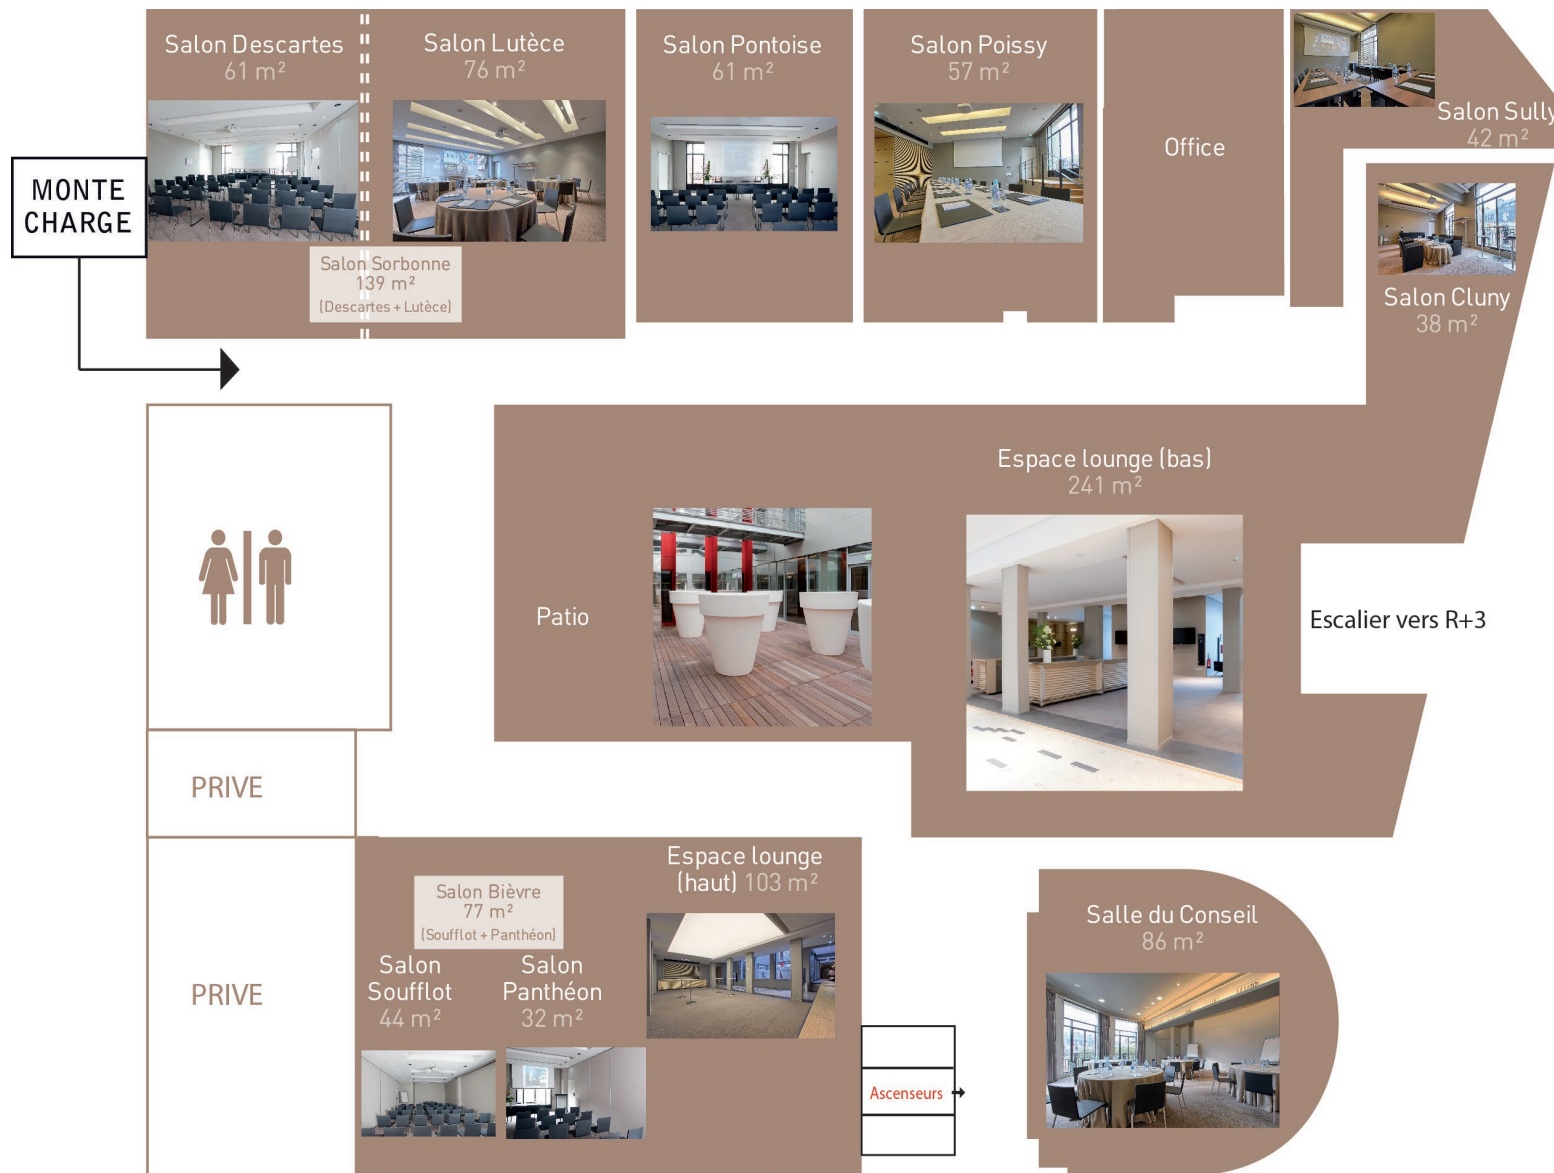 Salon Descartes
61 m²
Salon Lutèce
76 m²
Salon Pontoise
61 m²
Salon Poissy
57 m²
Office
Salon Sully
42 m²
MONTE
CHARGE
Salon Sorbonne
139 m²
(Descartes + Lutèce)
Salon Cluny
38 m²
Espace lounge (bas)
241 m²
Patio
Escalier vers R+3
PRIVE
Espace lounge
(haut) 103 m²
Salon Bièvre
77 m²
(Soufflot + Panthéon)
Salon
Soufflot
44 m²
Salon
Panthéon
32 m²
PRIVE
Salle du Conseil
86 m²
Ascenseurs